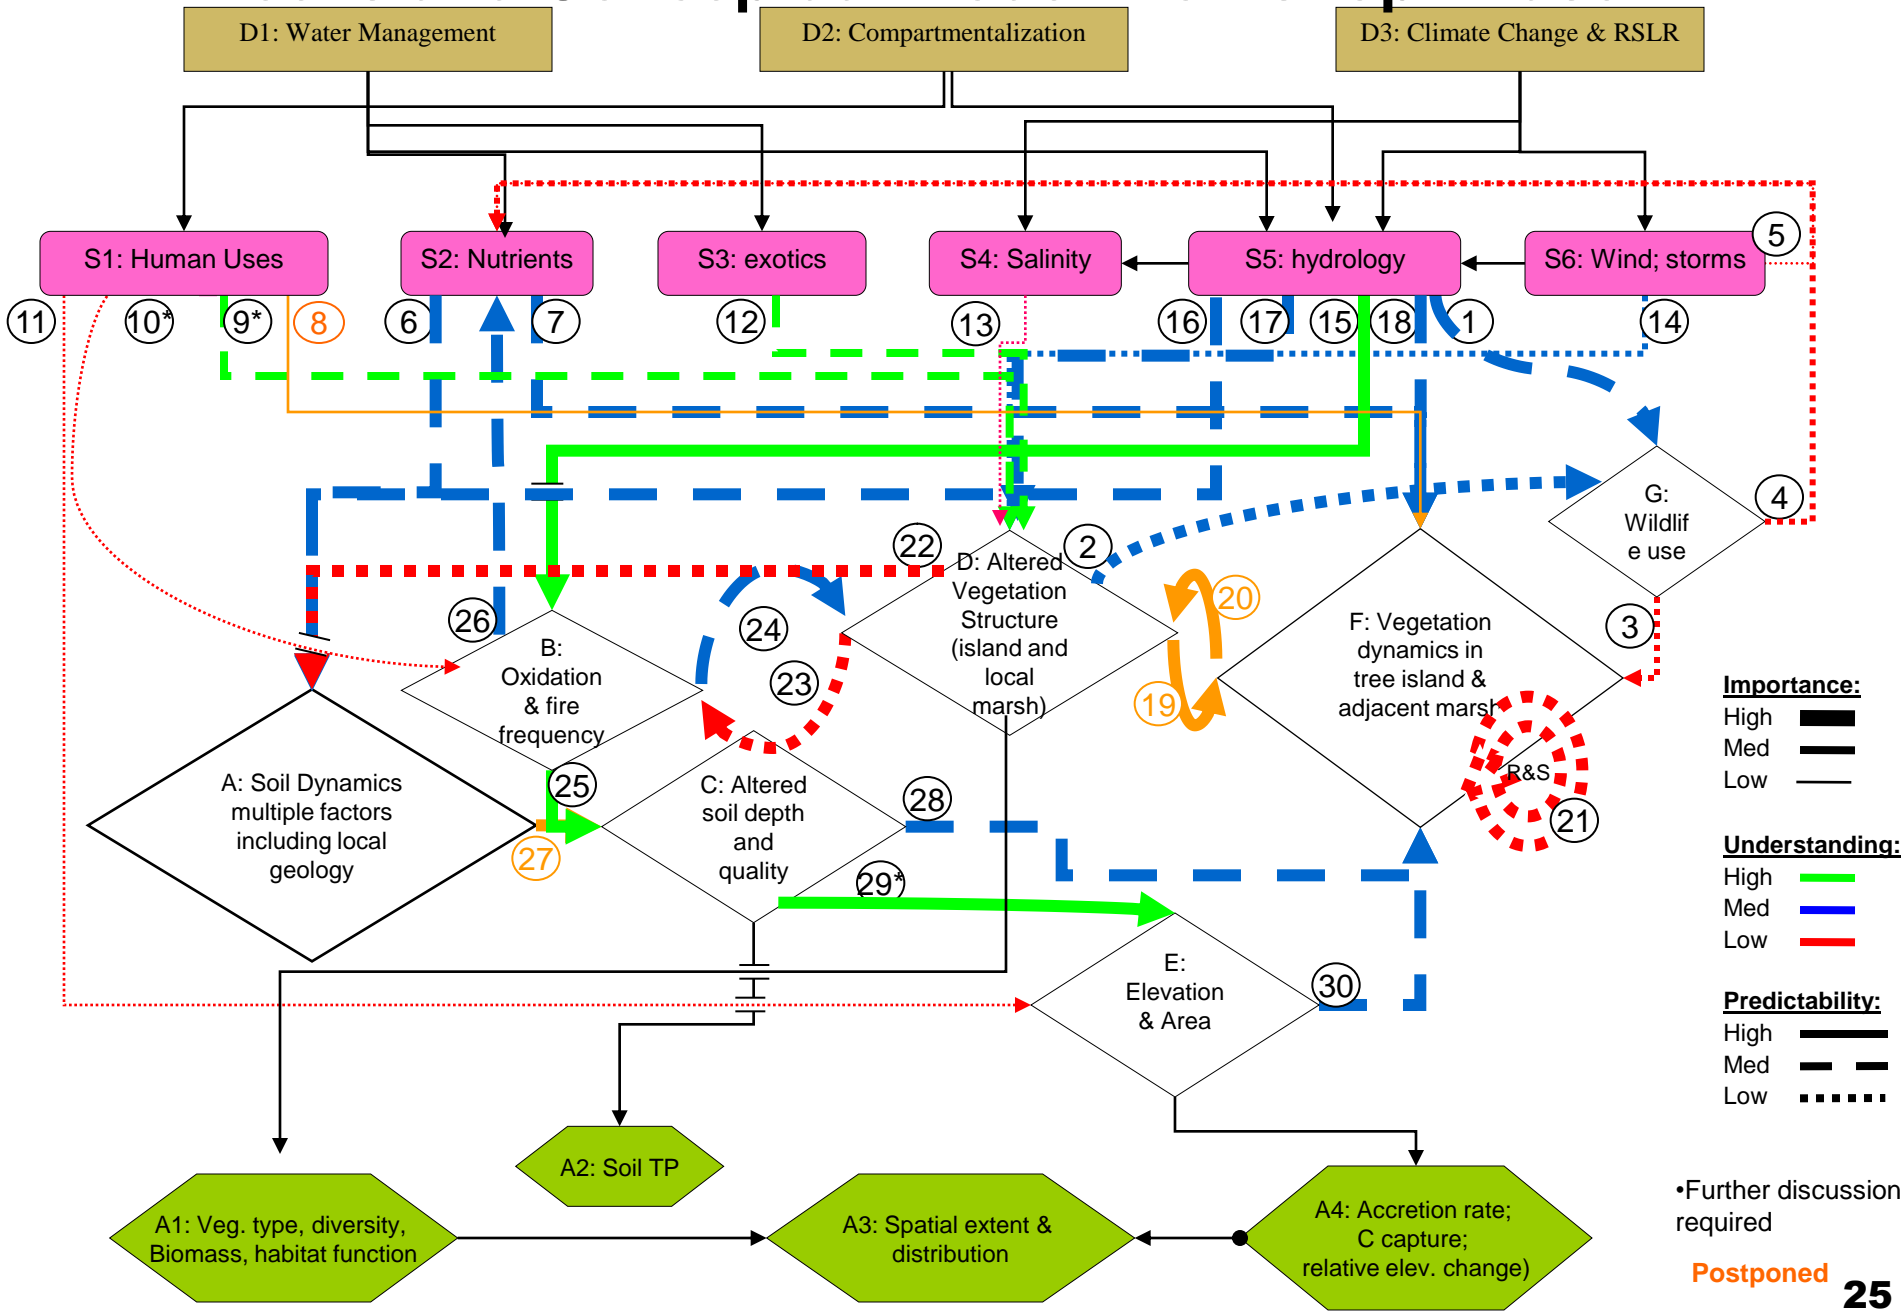 D1: Water Management
D2: Compartmentalization
D3: Climate Change & RSLR
S1: Human Uses
S2: Nutrients
S3: exotics
S4: Salinity
S5: hydrology
S6: Wind; storms
5
11
10*
9*
8
6
7
12
13
16
17
15
18
1
14
G:
Wildlif
e use
4
22
2
D: Altered
Vegetation
Structure
(island and
local
marsh)
20
19
3
26
24
23
B:
Oxidation
& fire
frequency
F: Vegetation
dynamics in
tree island &
adjacent marsh
R&S
21
A: Soil Dynamics
multiple factors
including local
geology
25
27
C: Altered
soil depth
and
quality
28
29*
E:
Elevation
& Area
30
Importance:
High
Med
Low
Understanding:
High
Med
Low
Predictability:
High
Med
Low
A2: Soil TP
A1: Veg. type, diversity,
Biomass, habitat function
A3: Spatial extent &
distribution
A4: Accretion rate;
C capture;
relative elev. change)
•Further discussion
required
Postponed
25